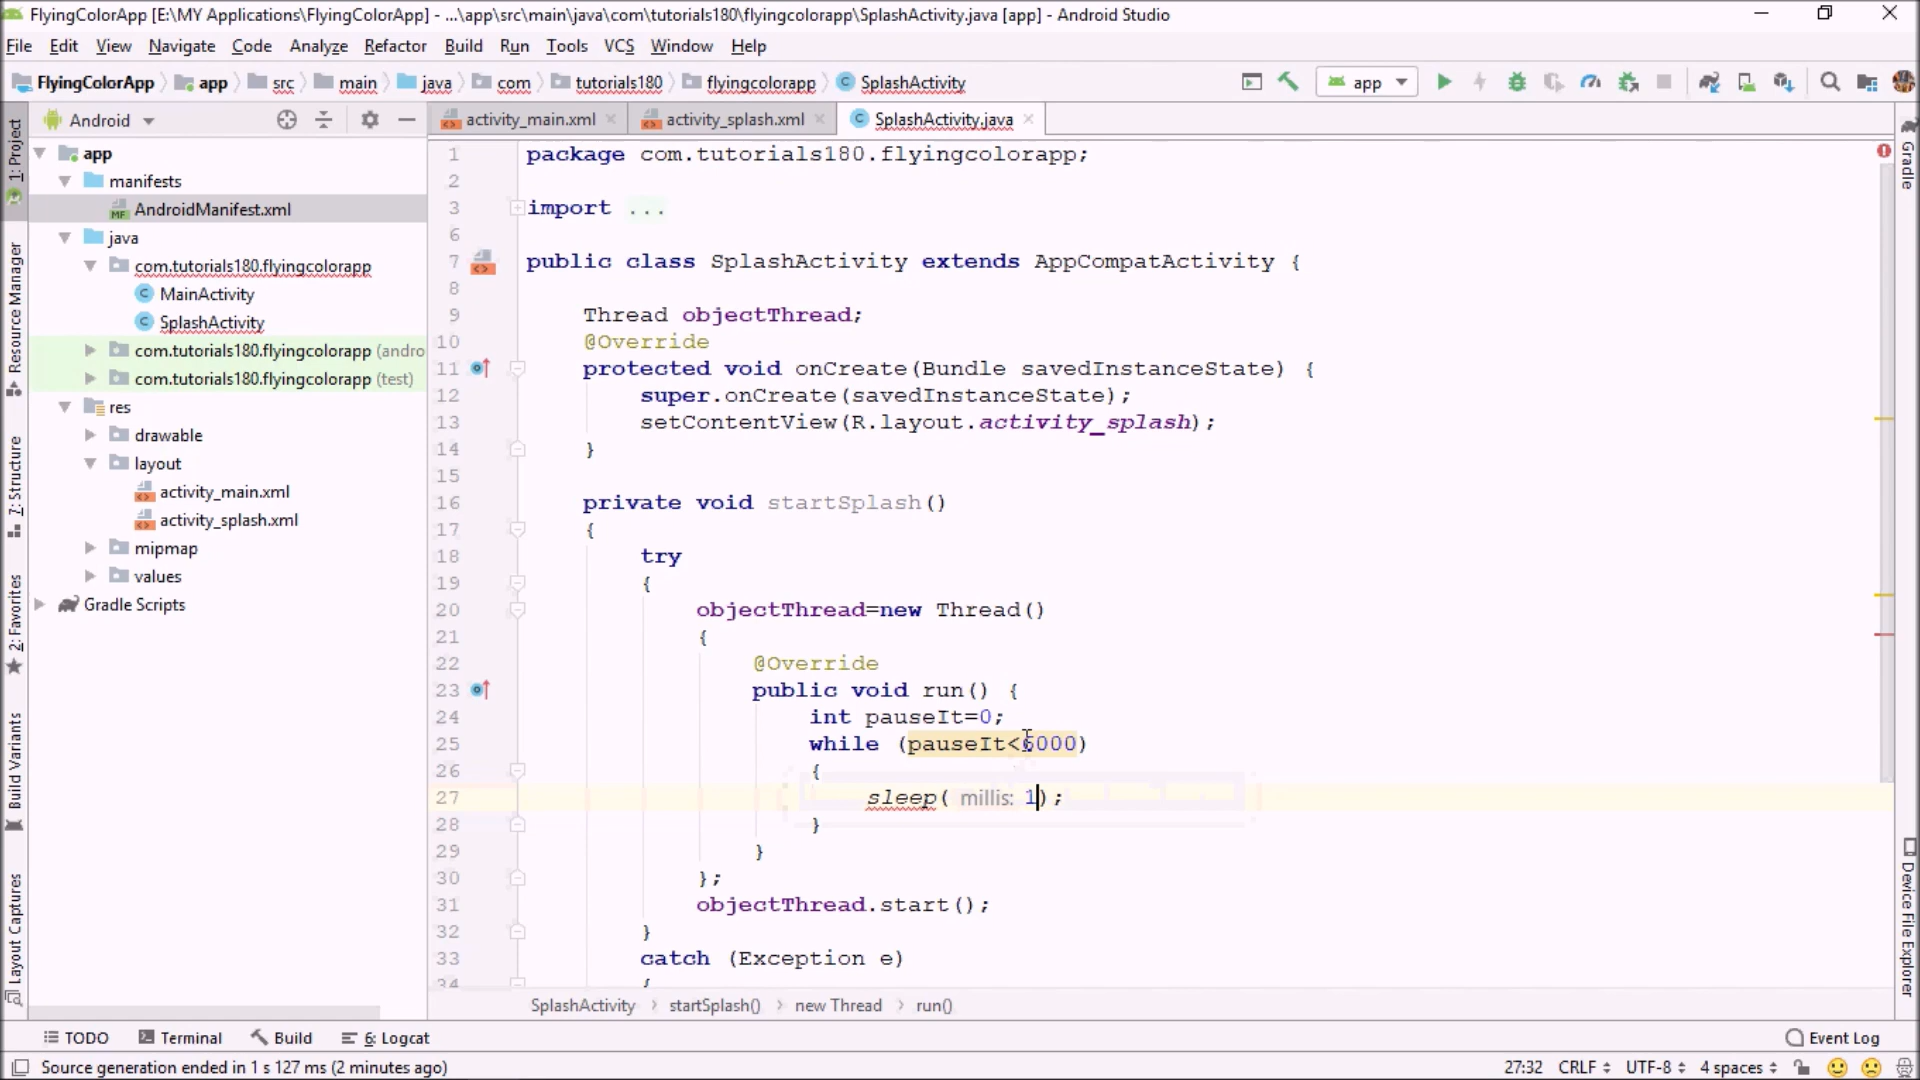 FlyingColorApp [E:\MY Applications\FlyingColorApp] - ...\app\src\main\java\com\tutorials180\flyingcolorapp\SplashActivity.java [app] - Android Studio
File Edit View Navigate Code Analyze Refactor Build Run Tools VCS Window Help
FlyingColorApp app src main java com tutorials180 flyingcolorapp SplashActivity app
Android
activity_main.xml activity_splash.xml SplashActivity.java
1: Project
Resource Manager
7: Structure
2: Favorites
Build Variants
Layout Captures
app
manifests
AndroidManifest.xml
java
com.tutorials180.flyingcolorapp
MainActivity
SplashActivity
com.tutorials180.flyingcolorapp (andro
com.tutorials180.flyingcolorapp (test)
res
drawable
layout
activity_main.xml
activity_splash.xml
mipmap
values
Gradle Scripts
1 package com.tutorials180.flyingcolorapp;
2
3 import ...
6
7 public class SplashActivity extends AppCompatActivity {
8
9 Thread objectThread;
10 @Override
11 protected void onCreate(Bundle savedInstanceState) {
12 super.onCreate(savedInstanceState);
13 setContentView(R.layout.activity_splash);
14 }
15
16 private void startSplash()
17 {
18 try
19 {
20 objectThread=new Thread()
21 {
22 @Override
23 public void run() {
24 int pauseIt=0;
25 while (pauseIt<6000)
26 {
27 sleep( millis: 1);
28 }
29 }
30 };
31 objectThread.start();
32 }
33 catch (Exception e)
34 {
SplashActivity startSplash() new Thread run()
Gradle
Device File Explorer
TODO Terminal Build 6: Logcat Event Log
Source generation ended in 1 s 127 ms (2 minutes ago) 27:32 CRLF UTF-8 4 spaces